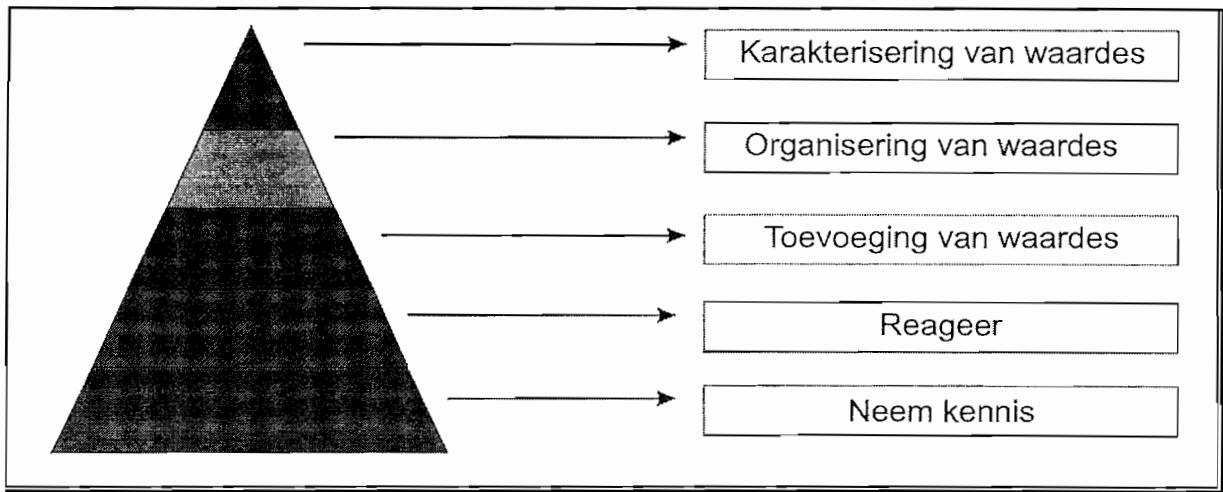 Karakterisering van waardes
Organisering van waardes
Toevoeging van waardes
Reageer
Neem kennis